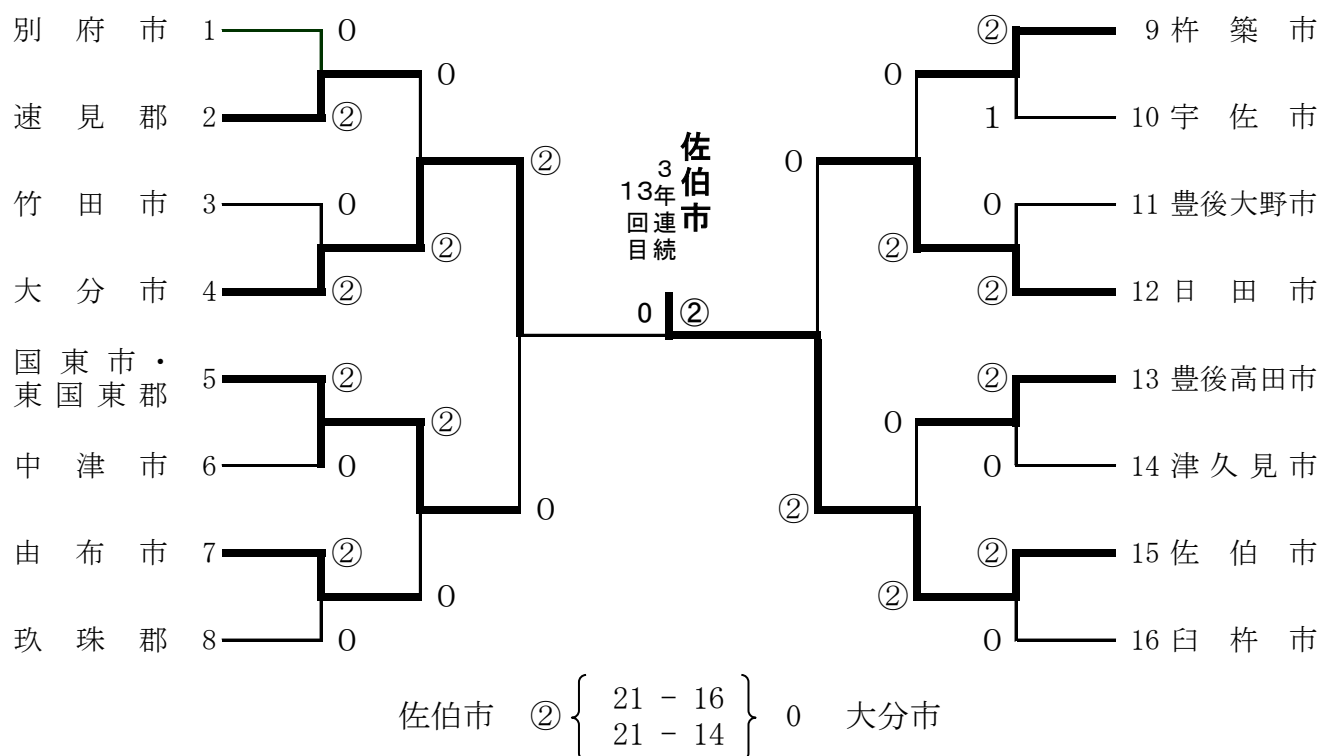 別府市 1 0
0
速見郡 2 ②
②
竹田市 3 0
②
大分市 4 ②
国東市・
東国東郡 5 ②
②
中津市 6 0
0
由布市 7 ②
0
玖珠郡 8 0
佐伯市
3年連続
13回目
0 ②
② 9 杵築市
0
1 10 宇佐市
0
0 11 豊後大野市
②
② 12 日田市
② 13 豊後高田市
0
0 14 津久見市
②
② 15 佐伯市
②
0 16 臼杵市
佐伯市 ② { 21 - 16 } 0 大分市
21 - 14